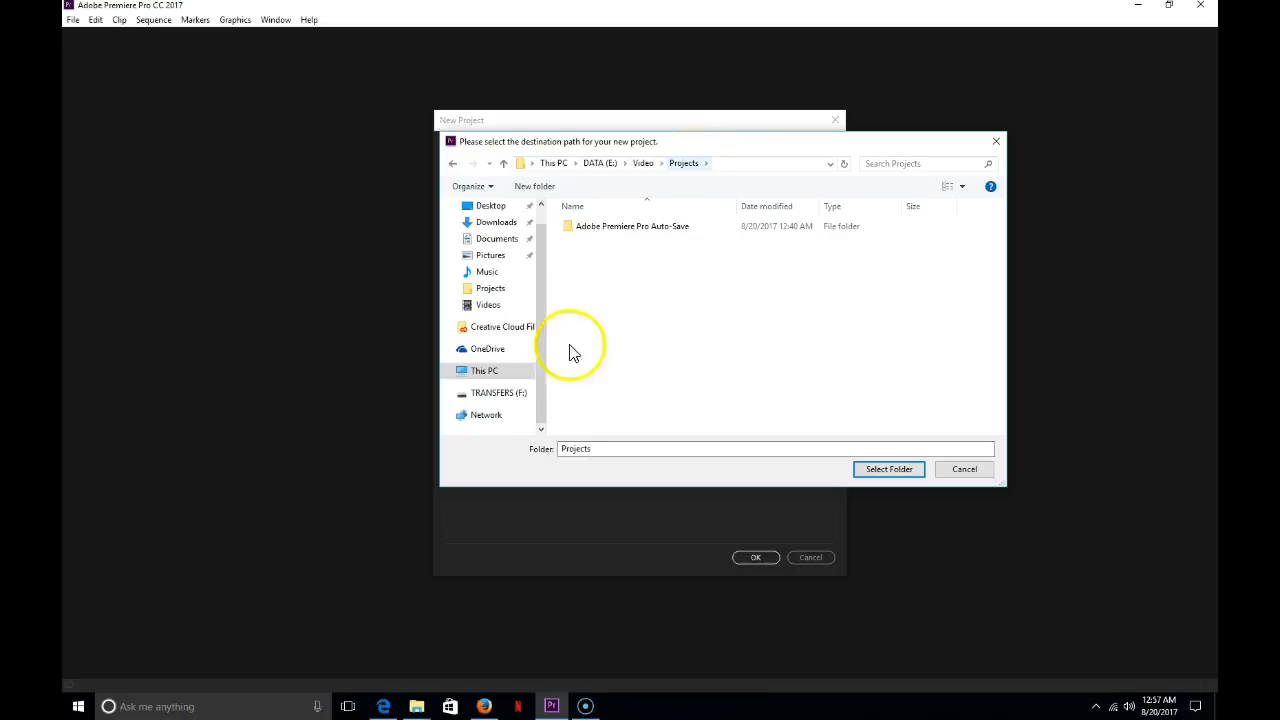 Adobe Premiere Pro CC 2017
File Edit Clip Sequence Markers Graphics Window Help
New Project
Please select the destination path for your new project.
This PC > DATA (E:) > Video > Projects >
Search Projects
Organize
New folder
Name
Date modified
Type
Size
Desktop
Downloads
Documents
Pictures
Music
Projects
Videos
Creative Cloud Fil
OneDrive
This PC
TRANSFERS (F:)
Network
Adobe Premiere Pro Auto-Save
8/20/2017 12:40 AM
File folder
Folder: Projects
Select Folder
Cancel
OK
Cancel
Ask me anything
12:57 AM
8/20/2017